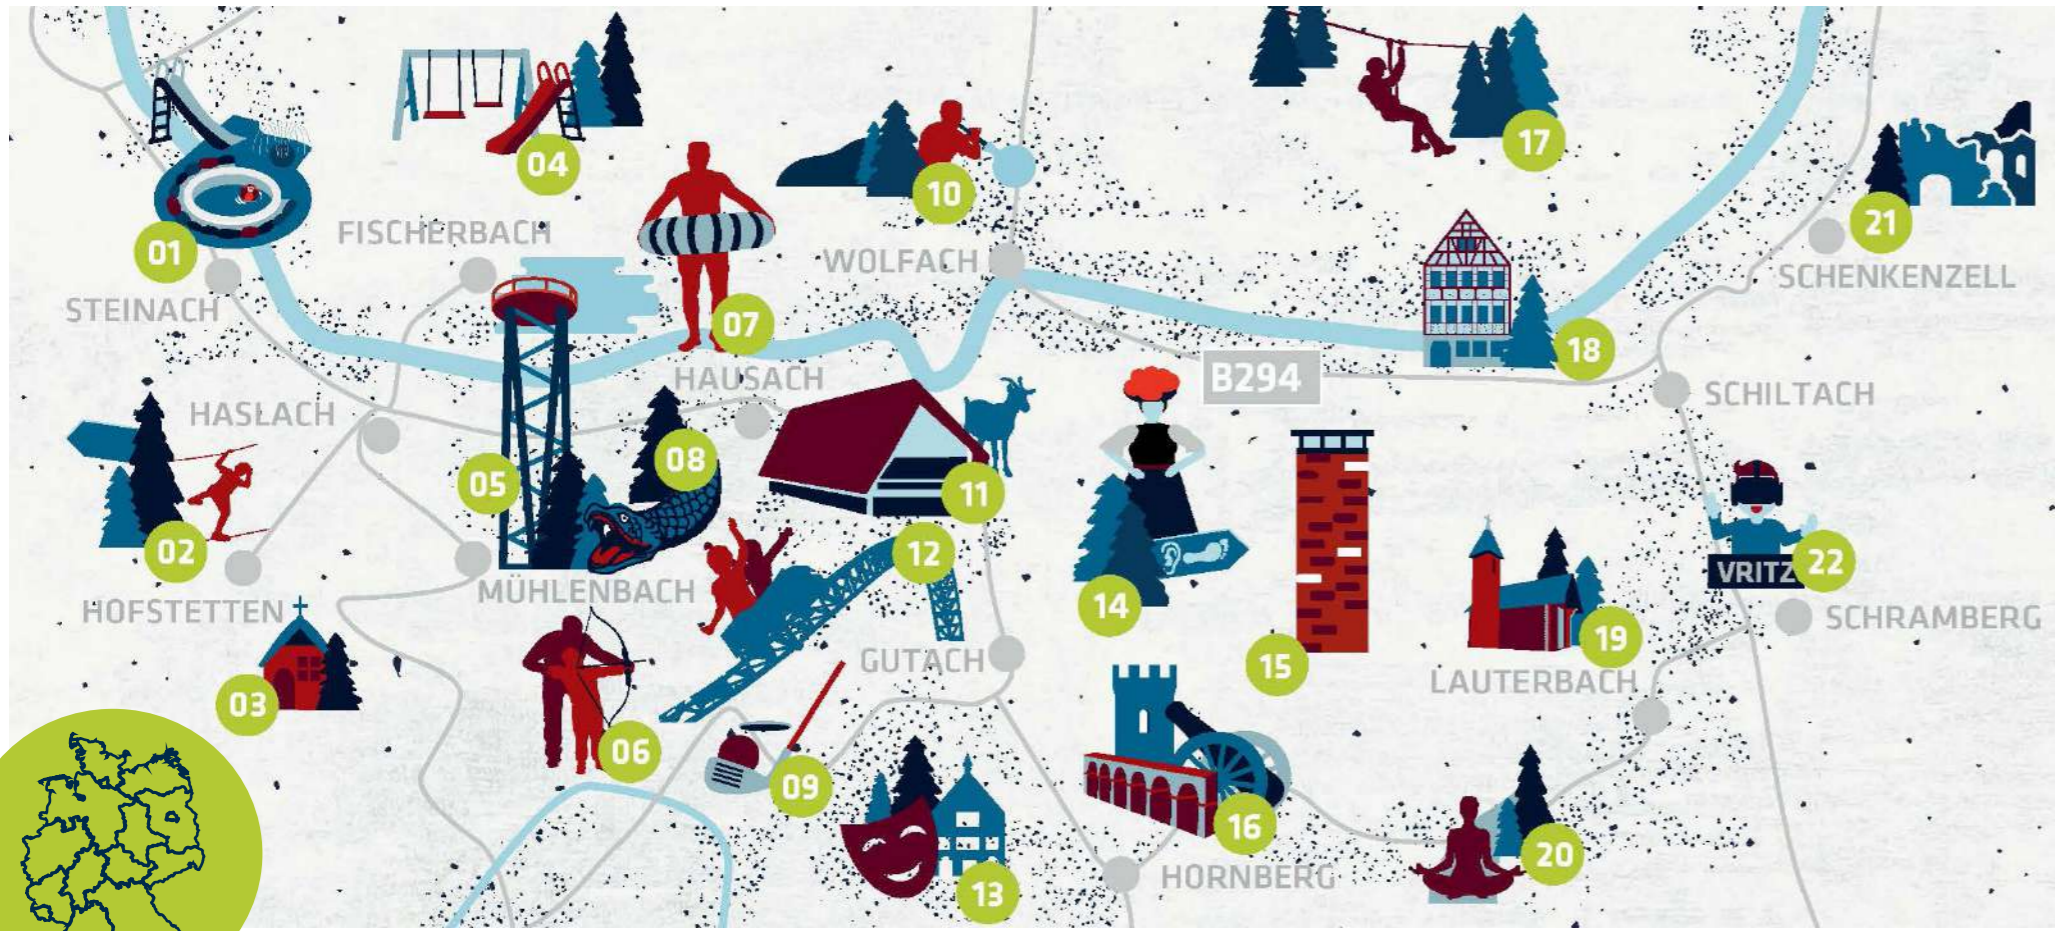 17
04
10
21
01
FISCHERBACH
WOLFACH
SCHENKENZELL
STEINACH
07
18
HAUSACH
B294
SCHILTACH
HASLACH
08
05
11
02
12
22
VRITZ
HOFSTETTEN
MÜHLENBACH
14
SCHRAMBERG
19
GUTACH
15
LAUTERBACH
03
06
09
16
20
HORNBERG
13